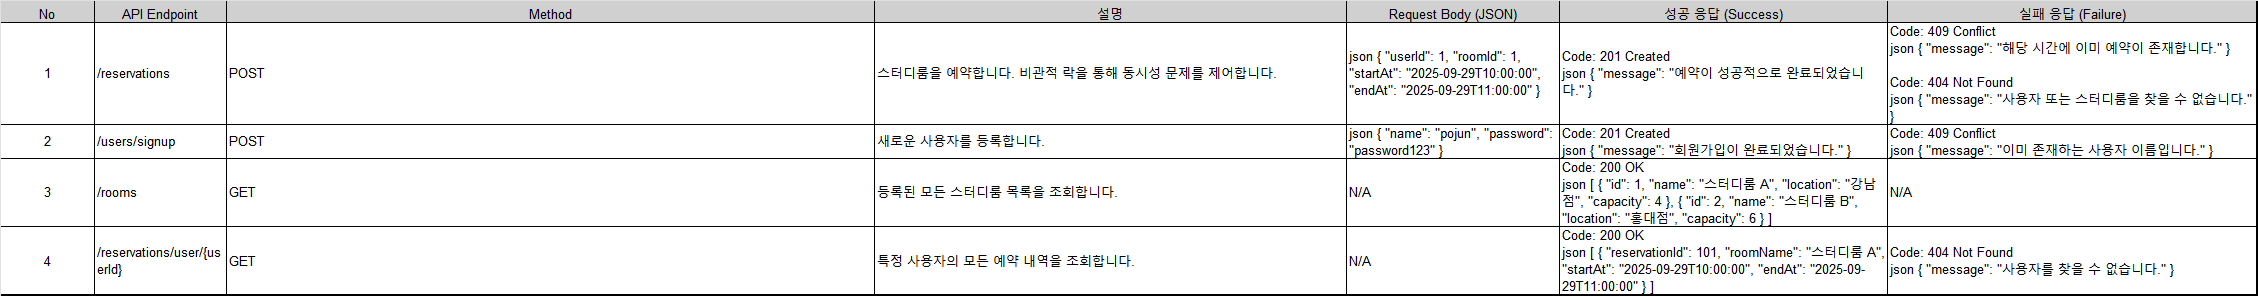 No API Endpoint Method 설명 Request Body (JSON) 성공 응답 (Success) 실패 응답 (Failure)
1
/reservations
POST
스터디룸을 예약합니다. 비관적 락을 통해 동시성 문제를 제어합니다.
json { "userId": 1, "roomId": 1,
"startAt": "2025-09-29T10:00:00",
"endAt": "2025-09-29T11:00:00" }
Code: 201 Created
json { "message": "예약이 성공적으로 완료되었습니
다." }
Code: 409 Conflict
json { "message": "해당 시간에 이미 예약이 존재합니다." }
Code: 404 Not Found
json { "message": "사용자 또는 스터디룸을 찾을 수 없습니다."
}
2
/users/signup
POST
새로운 사용자를 등록합니다.
json { "name": "pojun", "password":
"password123" }
Code: 201 Created
json { "message": "회원가입이 완료되었습니다." }
Code: 409 Conflict
json { "message": "이미 존재하는 사용자 이름입니다." }
3
/rooms
GET
등록된 모든 스터디룸 목록을 조회합니다.
N/A
Code: 200 OK
json [ { "id": 1, "name": "스터디룸 A", "location": "강남
점", "capacity": 4 }, { "id": 2, "name": "스터디룸 B",
"location": "홍대점", "capacity": 6 } ]
N/A
4
/reservations/user/{us
erId}
GET
특정 사용자의 모든 예약 내역을 조회합니다.
N/A
Code: 200 OK
json [ { "reservationId": 101, "roomName": "스터디룸 A",
"startAt": "2025-09-29T10:00:00", "endAt": "2025-09-
29T11:00:00" } ]
Code: 404 Not Found
json { "message": "사용자를 찾을 수 없습니다." }